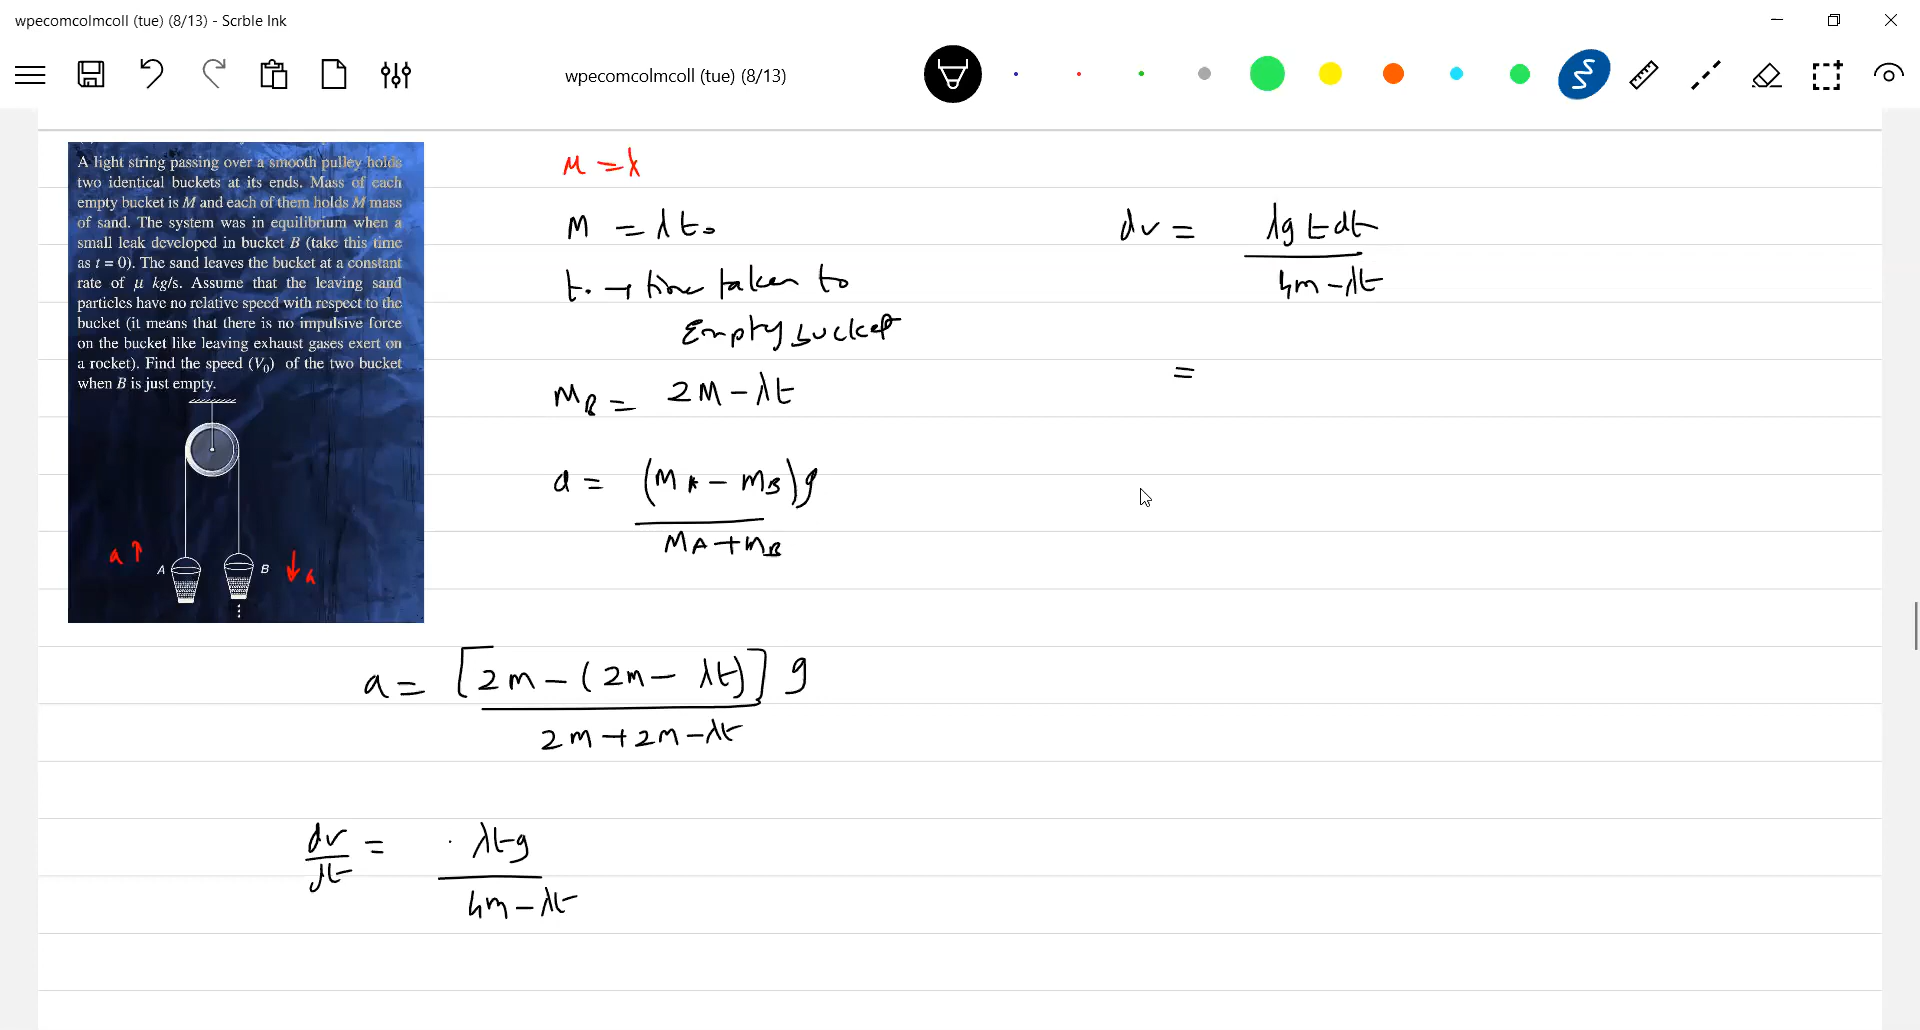 wpecomcolmcoll (tue) (8/13) - Scrble Ink
wpecomcolmcoll (tue) (8/13)
A light string passing over a smooth pulley holds
two identical buckets at its ends. Mass of each
empty bucket is M and each of them holds M mass
of sand. The system was in equilibrium when a
small leak developed in bucket B (take this time
as t = 0). The sand leaves the bucket at a constant
rate of μ kg/s. Assume that the leaving sand
particles have no relative speed with respect to the
bucket (it means that there is no impulsive force
on the bucket like leaving exhaust gases exert on
a rocket). Find the speed (V₀) of the two bucket
when B is just empty.
a ↑
A
B
↓ a
μ = λ
M = λt₀
t₀ → time taken to
Empty bucket
M_B = 2M - λt
a = (M_A - M_B)g
M_A + M_B
a = [2m - (2m - λt)] g
2m + 2m - λt
dv/dt = λtg
4m - λt
dv = λg t dt
4m - λt
=